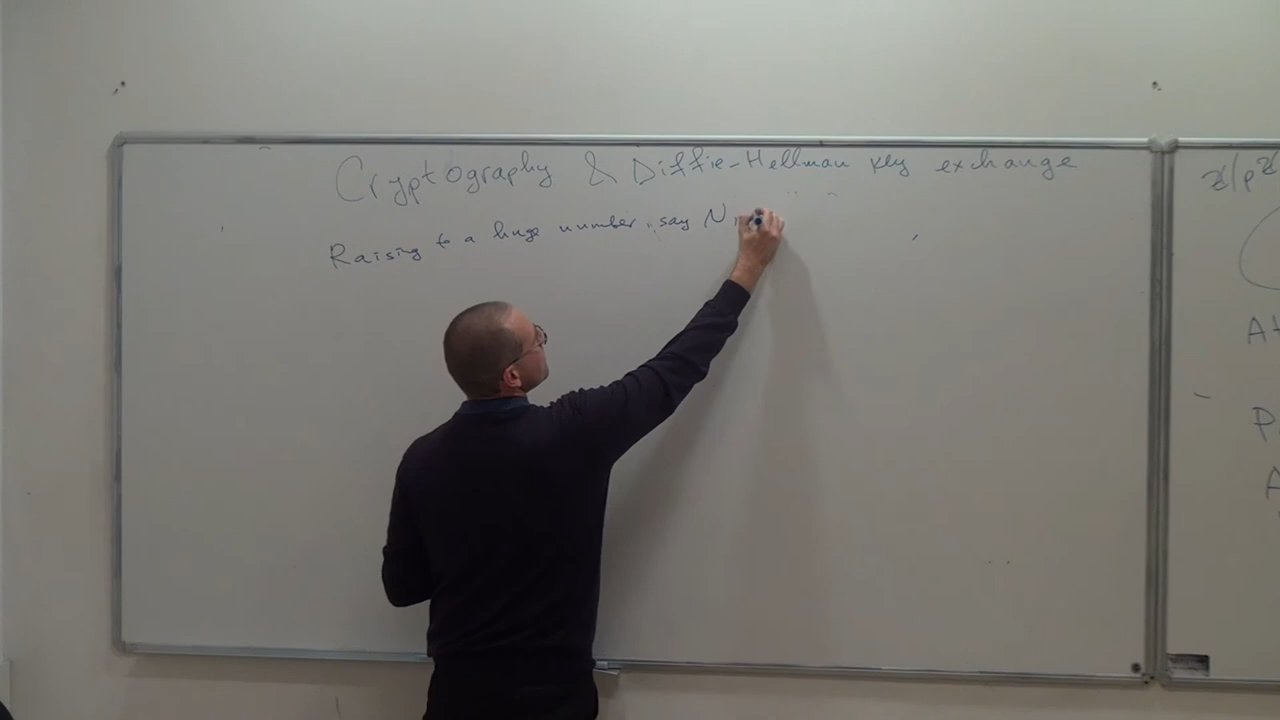 Cryptography & Diffie-Hellman key exchange
Raising to a huge number, say N